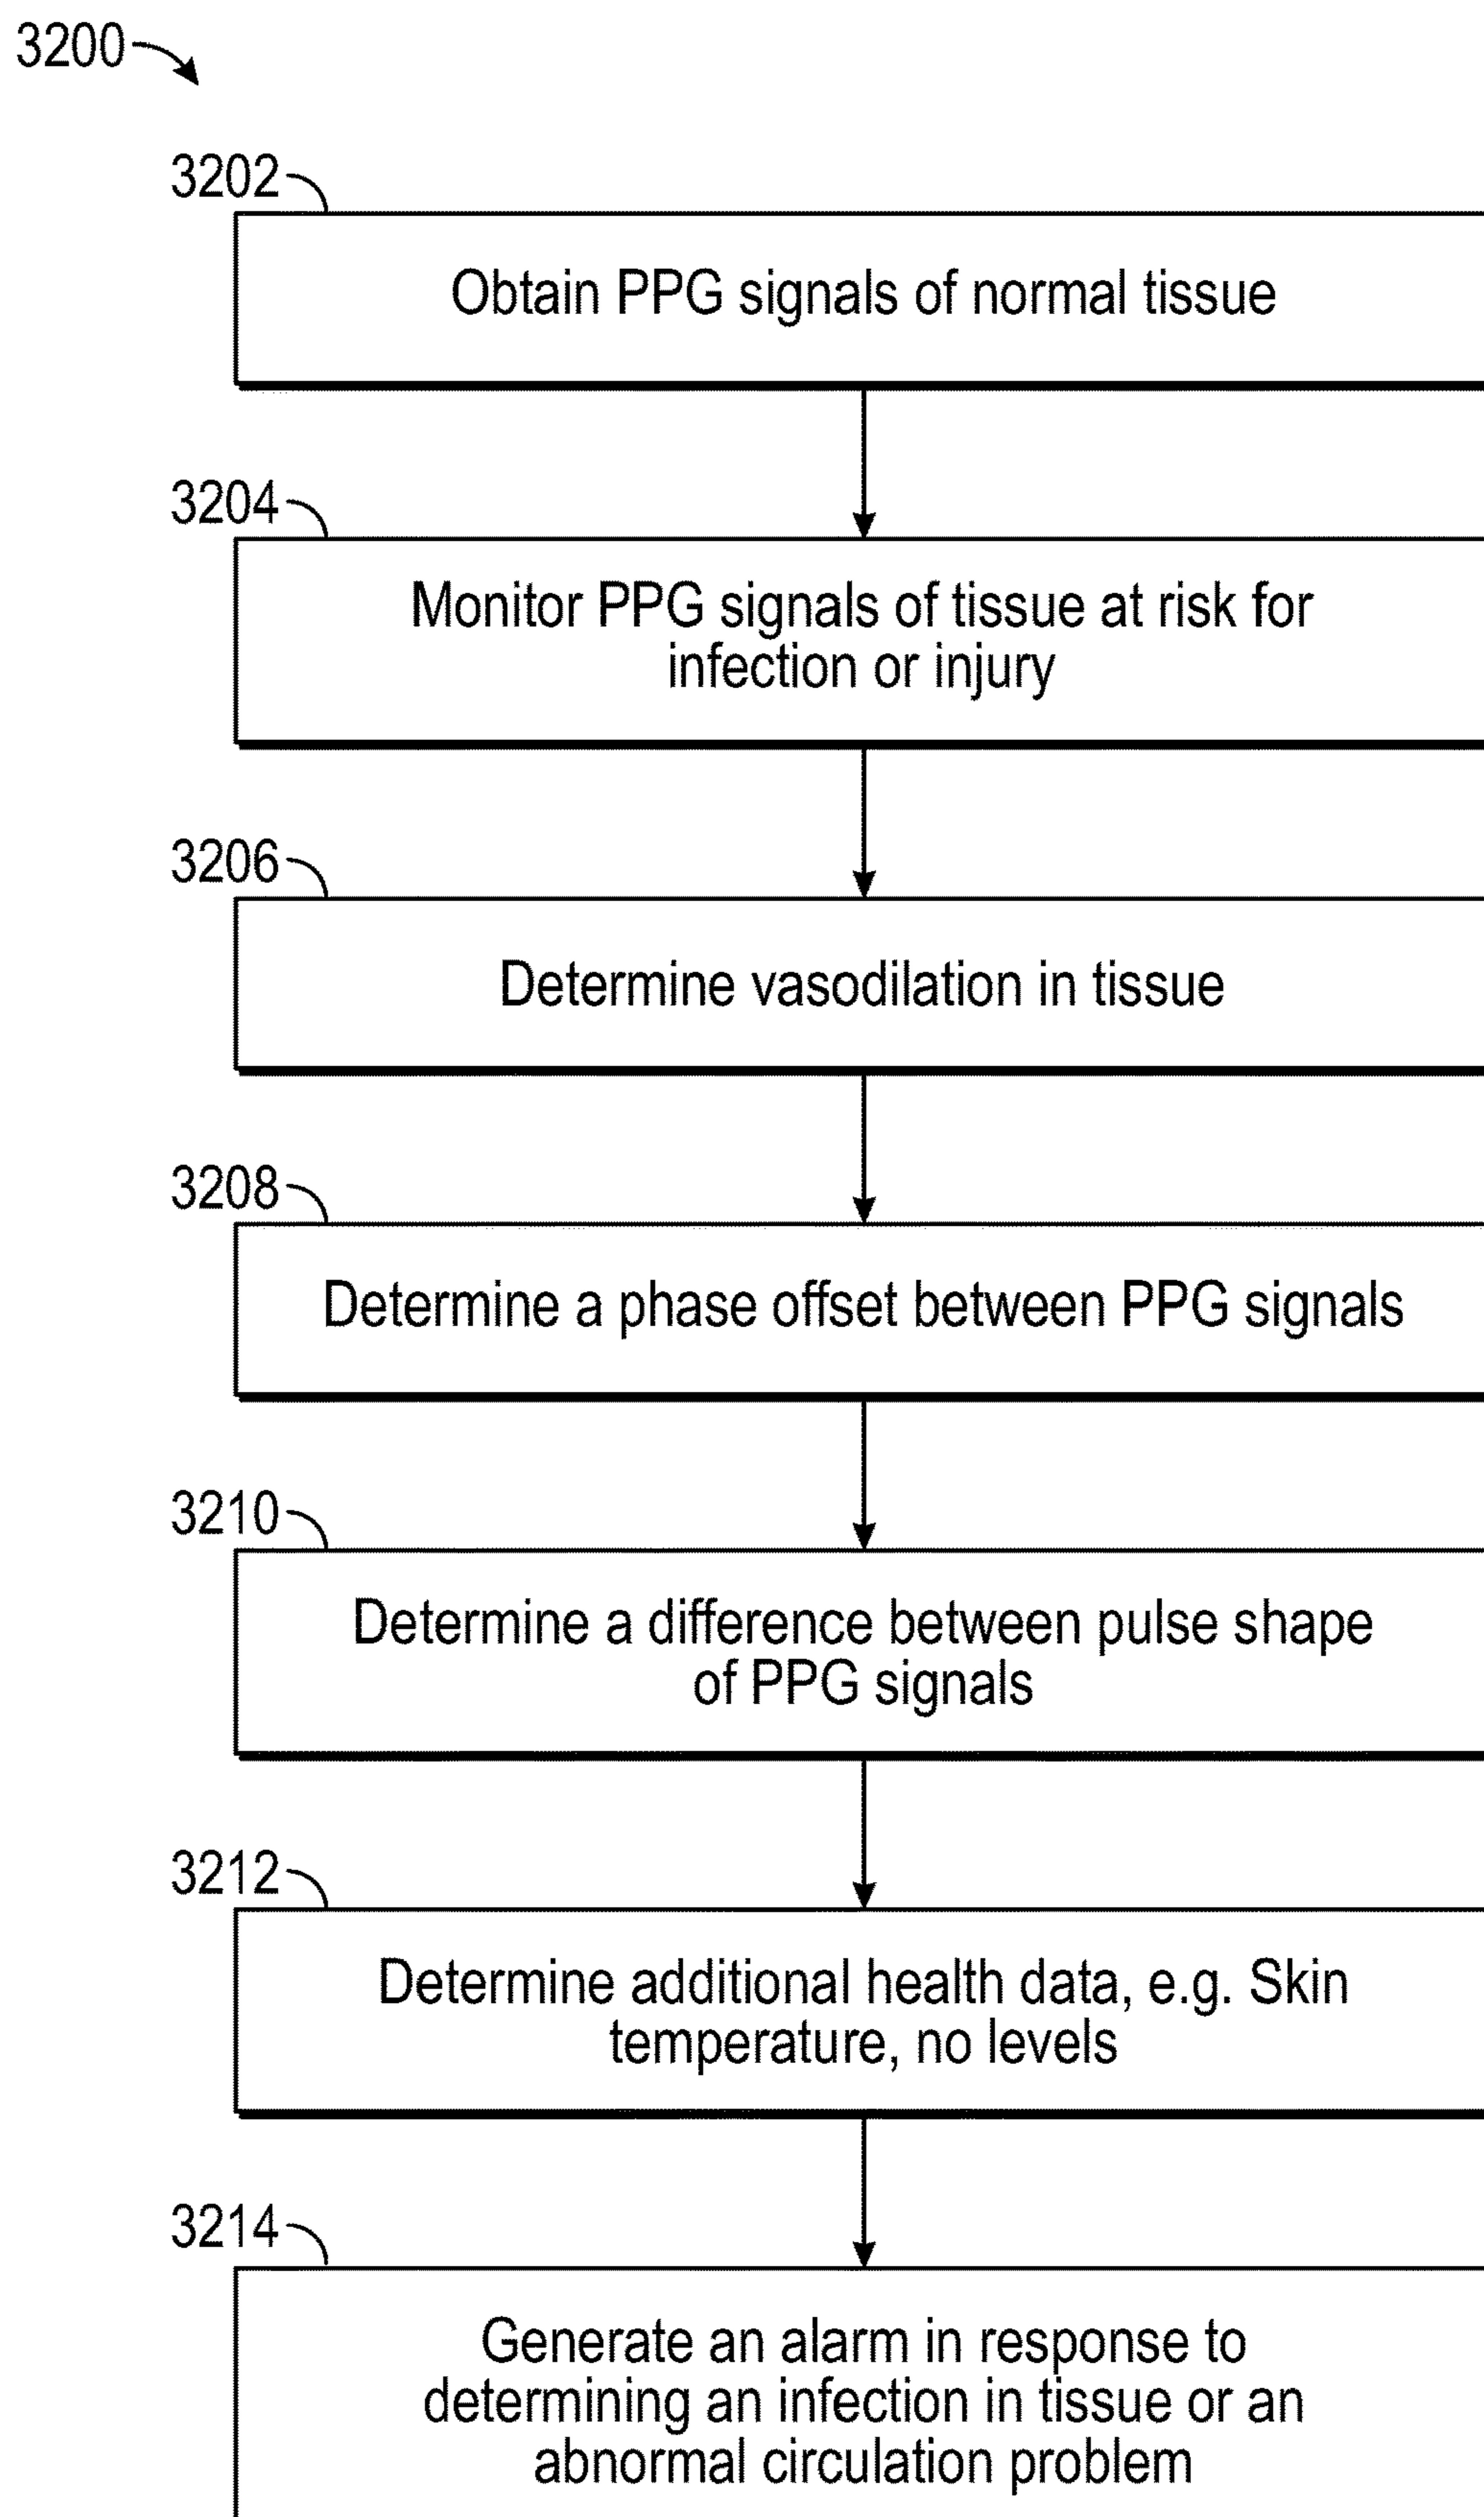 3200
3202
Obtain PPG signals of normal tissue
3204
Monitor PPG signals of tissue at risk for
infection or injury
3206
Determine vasodilation in tissue
3208
Determine a phase offset between PPG signals
3210
Determine a difference between pulse shape
of PPG signals
3212
Determine additional health data, e.g. Skin
temperature, no levels
3214
Generate an alarm in response to
determining an infection in tissue or an
abnormal circulation problem